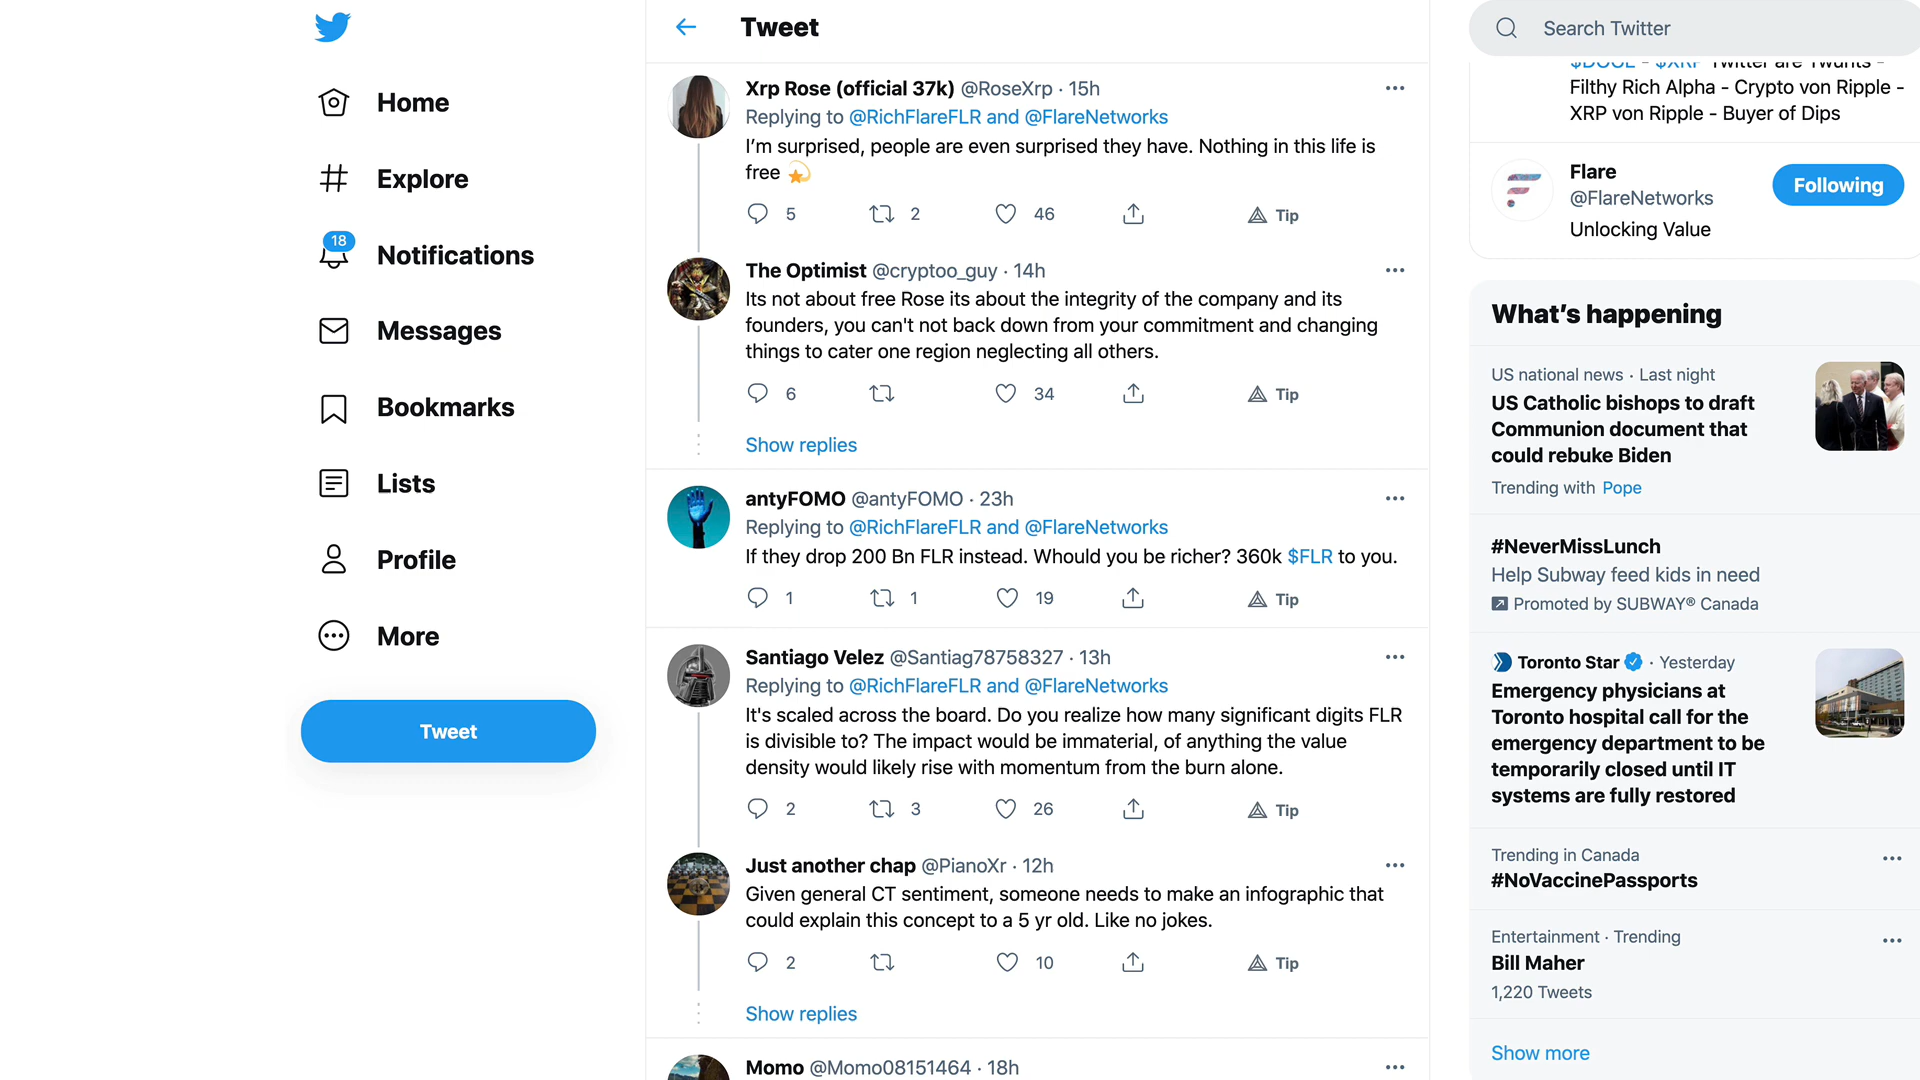 Home
Explore
18
Notifications
Messages
Bookmarks
Lists
Profile
More
Tweet
Tweet
Xrp Rose (official 37k) @RoseXrp · 15h
Replying to @RichFlareFLR and @FlareNetworks
I’m surprised, people are even surprised they have. Nothing in this life is
free 💫
5 2 46 Tip
The Optimist @cryptoo_guy · 14h
Its not about free Rose its about the integrity of the company and its
founders, you can't not back down from your commitment and changing
things to cater one region neglecting all others.
6 34 Tip
Show replies
antyFOMO @antyFOMO · 23h
Replying to @RichFlareFLR and @FlareNetworks
If they drop 200 Bn FLR instead. Whould you be richer? 360k $FLR to you.
1 1 19 Tip
Santiago Velez @Santiag78758327 · 13h
Replying to @RichFlareFLR and @FlareNetworks
It's scaled across the board. Do you realize how many significant digits FLR
is divisible to? The impact would be immaterial, of anything the value
density would likely rise with momentum from the burn alone.
2 3 26 Tip
Just another chap @PianoXr · 12h
Given general CT sentiment, someone needs to make an infographic that
could explain this concept to a 5 yr old. Like no jokes.
2 10 Tip
Show replies
Momo @Momo08151464 · 18h
Search Twitter
$DOGE - $XRP Twitter are Twunts -
Filthy Rich Alpha - Crypto von Ripple -
XRP von Ripple - Buyer of Dips
Flare
@FlareNetworks
Following
Unlocking Value
What’s happening
US national news · Last night
US Catholic bishops to draft
Communion document that
could rebuke Biden
Trending with Pope
#NeverMissLunch
Help Subway feed kids in need
Promoted by SUBWAY® Canada
Toronto Star · Yesterday
Emergency physicians at
Toronto hospital call for the
emergency department to be
temporarily closed until IT
systems are fully restored
Trending in Canada
#NoVaccinePassports
Entertainment · Trending
Bill Maher
1,220 Tweets
Show more